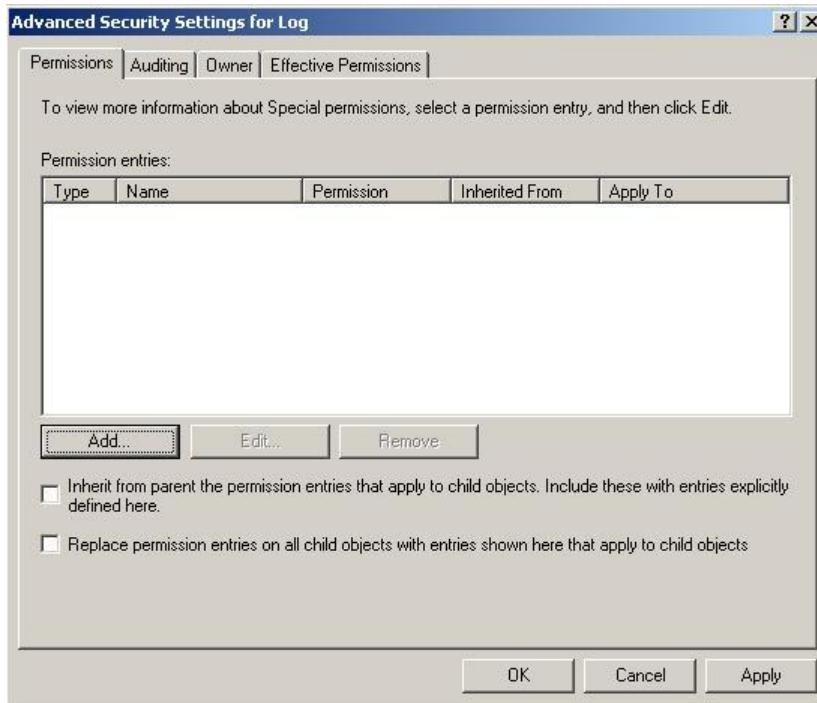 Advanced Security Settings for Log
Permissions Auditing Owner Effective Permissions
To view more information about Special permissions, select a permission entry, and then click Edit.
Permission entries:
Type Name Permission Inherited From Apply To
Add... Edit... Remove
Inherit from parent the permission entries that apply to child objects. Include these with entries explicitly
defined here.
Replace permission entries on all child objects with entries shown here that apply to child objects
OK Cancel Apply